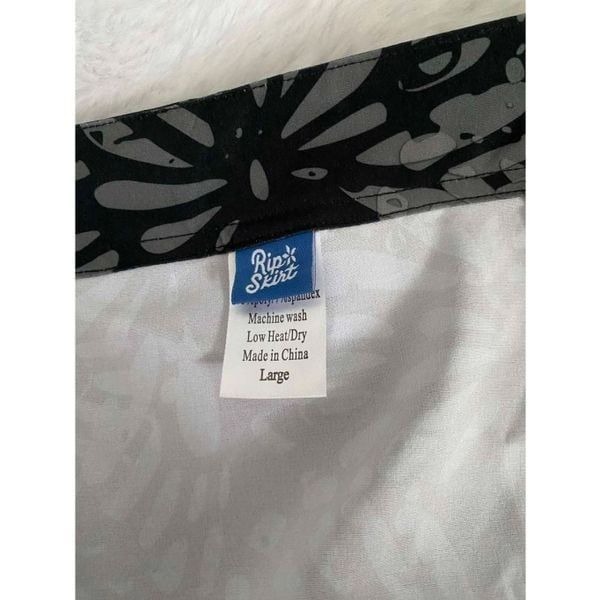 Rip
Skirt
Machine wash
Low Heat/Dry
Made in China
Large